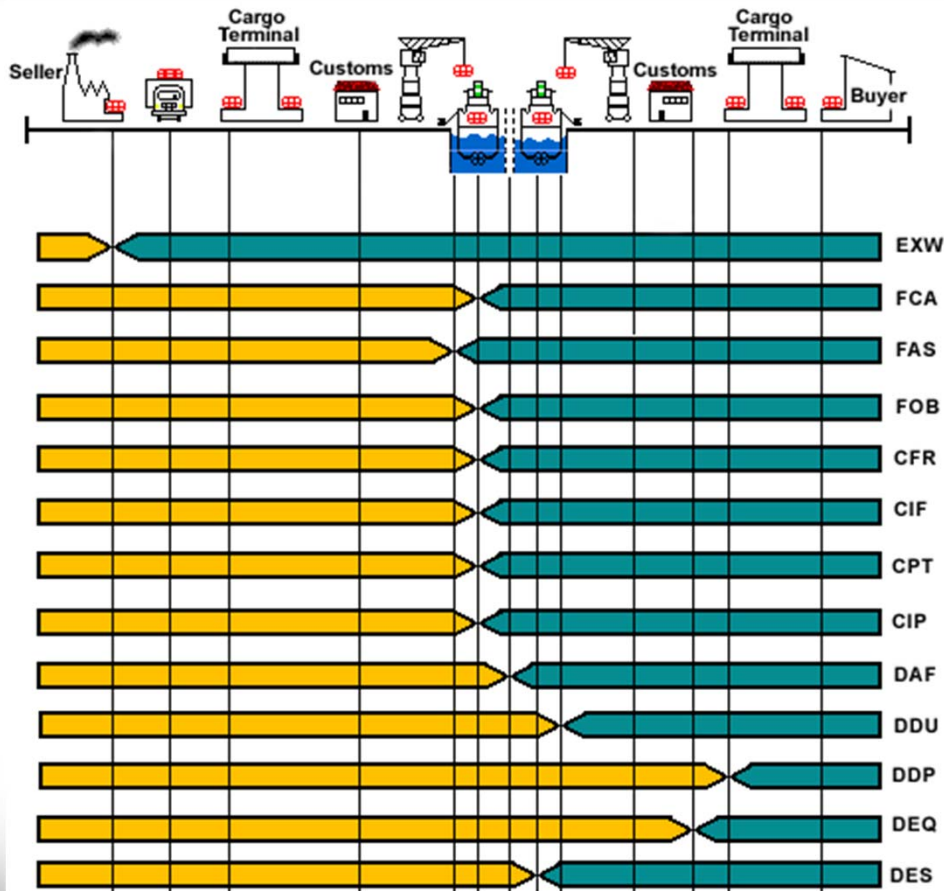 Cargo
Terminal
Cargo
Terminal
Seller
Customs
Customs
Buyer
EXW
FCA
FAS
FOB
CFR
CIF
CPT
CIP
DAF
DDU
DDP
DEQ
DES